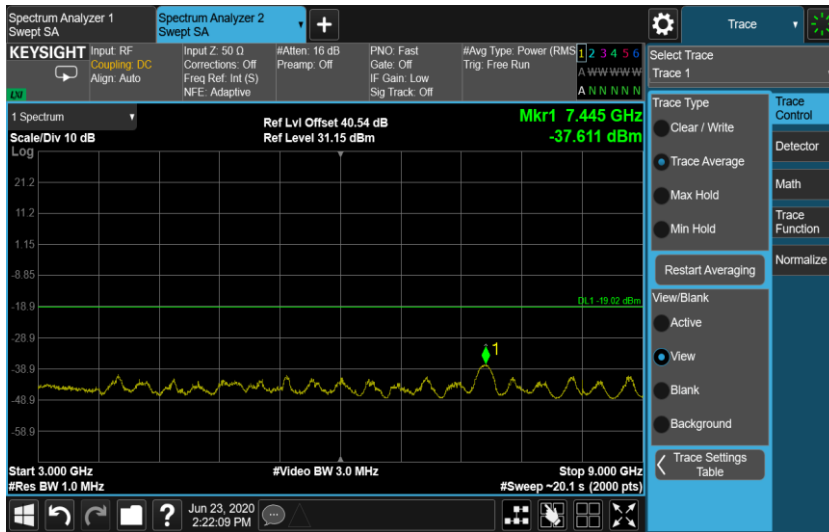 Spectrum Analyzer 1
Swept SA
Spectrum Analyzer 2
Swept SA
Trace
KEYSIGHT
Input: RF
Coupling: DC
Align: Auto
LXI
Input Z: 50 Ω
Corrections: Off
Freq Ref: Int (S)
NFE: Adaptive
#Atten: 16 dB
Preamp: Off
PNO: Fast
Gate: Off
IF Gain: Low
Sig Track: Off
#Avg Type: Power (RMS
Trig: Free Run
1 2 3 4 5 6
A W W W W W
A N N N N N
Select Trace
Trace 1
1 Spectrum
Scale/Div 10 dB
Log
Ref Lvl Offset 40.54 dB
Ref Level 31.15 dBm
Mkr1 7.445 GHz
-37.611 dBm
21.2
11.2
1.15
-8.85
-18.9
-28.9
-38.9
-48.9
-58.9
DL1 -19.02 dBm
1
Start 3.000 GHz
#Res BW 1.0 MHz
#Video BW 3.0 MHz
Stop 9.000 GHz
#Sweep ~20.1 s (2000 pts)
Trace Type
Clear / Write
Trace Average
Max Hold
Min Hold
Restart Averaging
View/Blank
Active
View
Blank
Background
Trace Settings
Table
Trace
Control
Detector
Math
Trace
Function
Normalize
?
Jun 23, 2020
2:22:09 PM